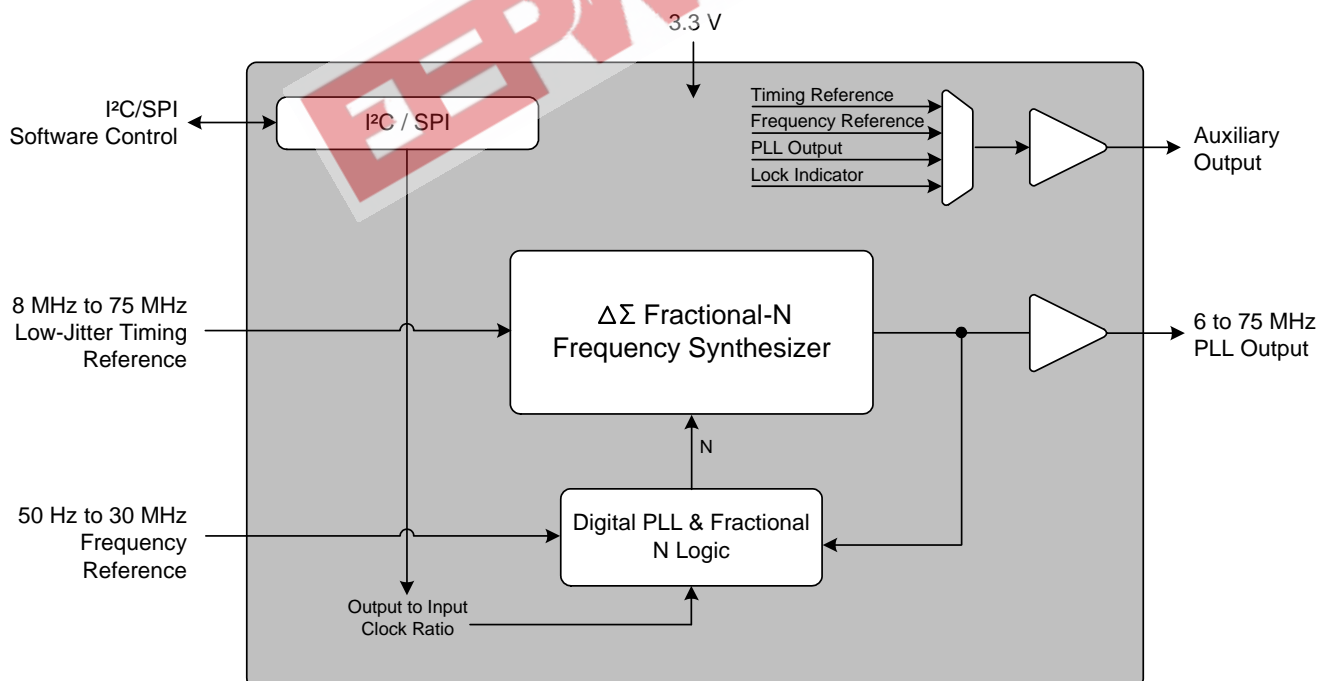 3.3 V
I²C/SPI
Software Control
I²C / SPI
Timing Reference
Frequency Reference
PLL Output
Lock Indicator
Auxiliary
Output
8 MHz to 75 MHz
Low-Jitter Timing
Reference
ΔΣ Fractional-N
Frequency Synthesizer
6 to 75 MHz
PLL Output
N
50 Hz to 30 MHz
Frequency
Reference
Digital PLL & Fractional
N Logic
Output to Input
Clock Ratio